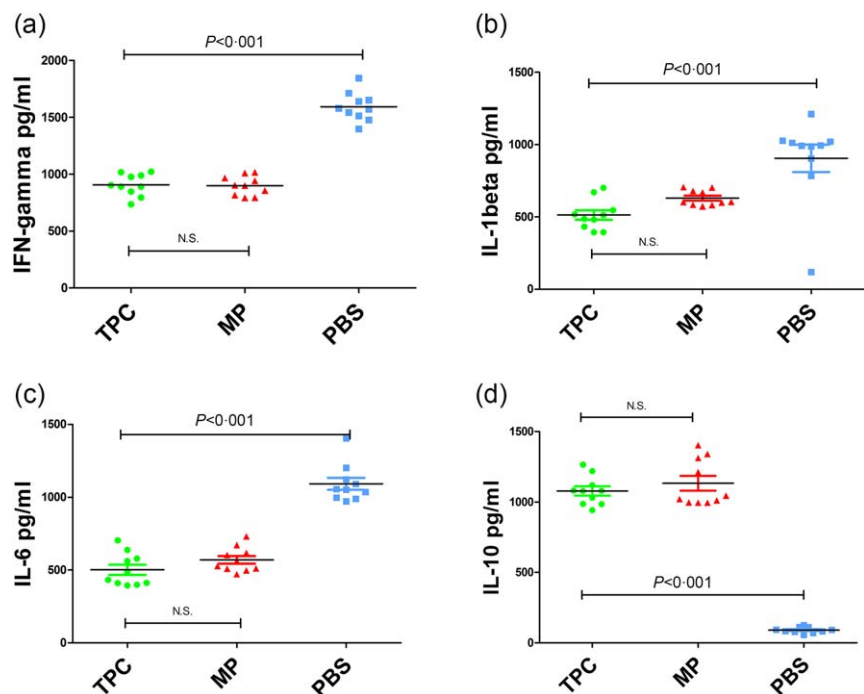 (a)
P<0·001
2000
1500
1000
500
0
IFN-gamma pg/ml
N.S.
TPC
MP
PBS
(b)
P<0·001
1500
1000
500
0
IL-1beta pg/ml
N.S.
TPC
MP
PBS
(c)
P<0·001
1500
1000
500
0
IL-6 pg/ml
N.S.
TPC
MP
PBS
(d)
N.S.
1500
1000
500
0
IL-10 pg/ml
P<0·001
TPC
MP
PBS